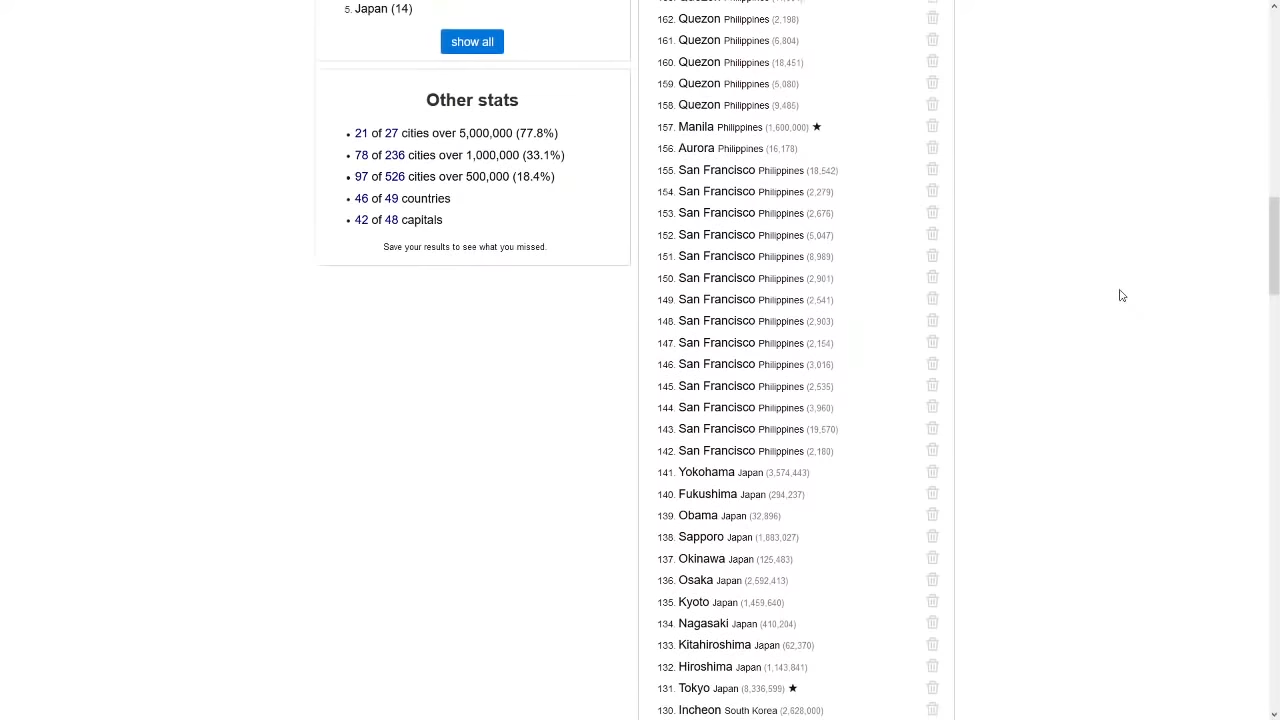 5. Japan (14)
show all
Other stats
21 of 27 cities over 5,000,000 (77.8%)
78 of cities over 1,000,000 (33.1%)
97 of 526 cities over 500,000 (18.4%)
46 of countries
42 of capitals
Save your results to see what you missed.
162. Quezon Philippines (2,198)
161. Quezon Philippines (6,804)
160. Quezon Philippines (18,451)
159. Quezon Philippines (5,080)
158. Quezon Philippines (9,485)
157. Manila Philippines (1,600,000) ★
156. Aurora Philippines (16,178)
155. San Francisco Philippines (18,542)
154. San Francisco Philippines (2,279)
153. San Francisco Philippines (2,676)
152. San Francisco Philippines (5,047)
151. San Francisco Philippines (8,989)
150. San Francisco Philippines (2,901)
149. San Francisco Philippines (2,541)
148. San Francisco Philippines (2,903)
147. San Francisco Philippines (2,154)
146. San Francisco Philippines (3,016)
145. San Francisco Philippines (2,535)
144. San Francisco Philippines (3,960)
143. San Francisco Philippines (19,570)
142. San Francisco Philippines (2,180)
141. Yokohama Japan (3,574,443)
140. Fukushima Japan (294,237)
139. Obama Japan (32,896)
138. Sapporo Japan (1,883,027)
137. Okinawa Japan (125,483)
136. Osaka Japan (2,592,413)
135. Kyoto Japan (1,459,640)
134. Nagasaki Japan (410,204)
133. Kitahiroshima Japan (62,370)
132. Hiroshima Japan (1,143,841)
131. Tokyo Japan (8,336,599) ★
130. Incheon South Korea (2,628,000)